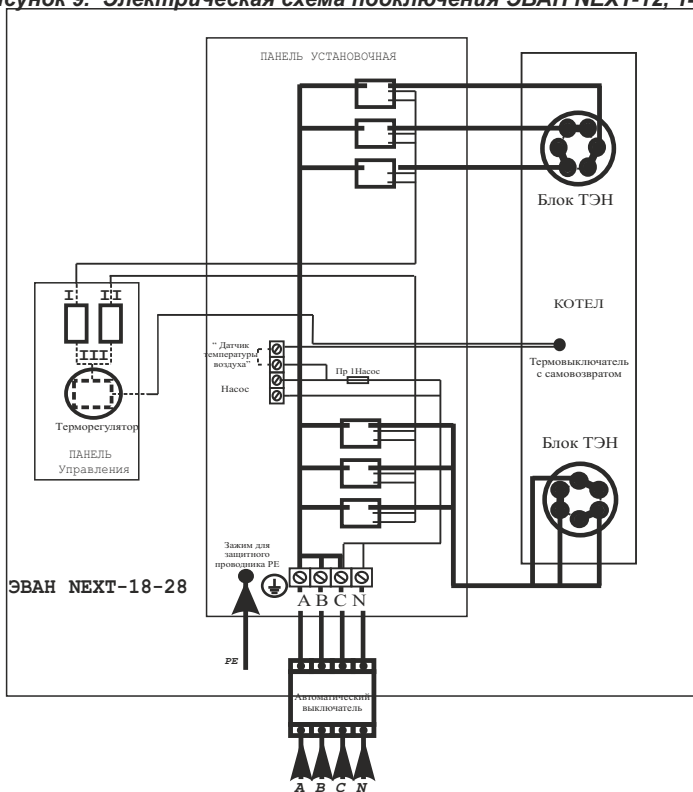 исунок 9. Электрическая схема подключения ЭВАН NEXT-12, 1
ПАНЕЛЬ УСТАНОВОЧНАЯ
Блок ТЭН
I II
III
Терморегулятор
ПАНЕЛЬ
Управления
КОТЕЛ
“ Датчик
температуры
воздуха”
Насос
Пр 1Насос
Термовыключатель
с самовозвратом
Блок ТЭН
Зажим для
защитного
проводника PE
ЭВАН NEXT-18-28
A B C N
PE
Автоматический
выключатель
A B C N